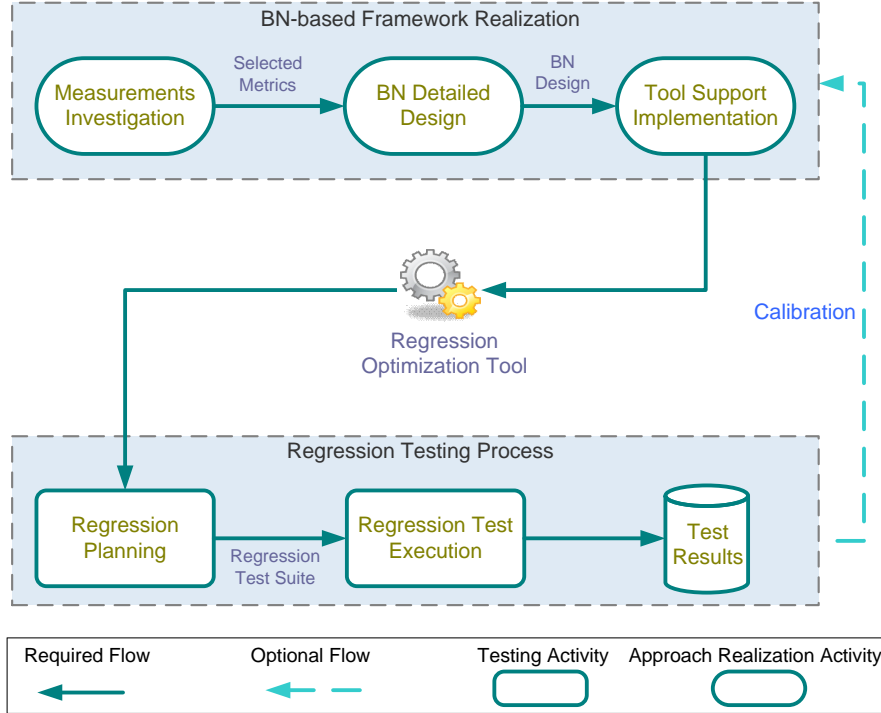 BN-based Framework Realization
Measurements
Investigation
Selected
Metrics
BN Detailed
Design
BN
Design
Tool Support
Implementation
Regression
Optimization Tool
Calibration
Regression Testing Process
Regression
Planning
Regression
Test Suite
Regression Test
Execution
Test
Results
Required Flow
Optional Flow
Testing Activity
Approach Realization Activity